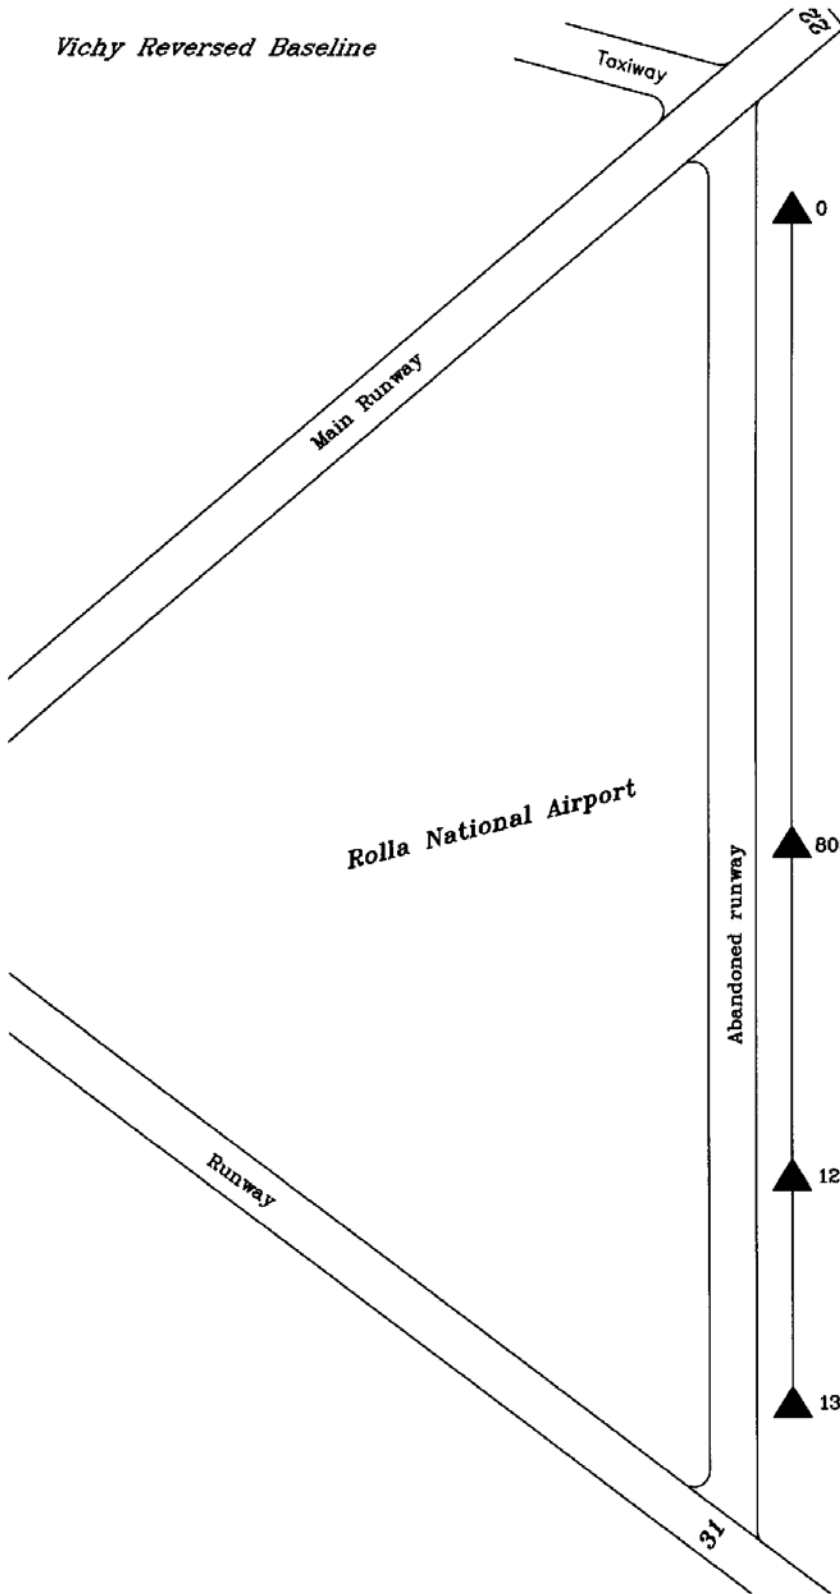 Vichy Reversed Baseline
22
Taxiway
0
Main Runway
Rolla National Airport
80
Abandoned runway
12
Runway
13
31